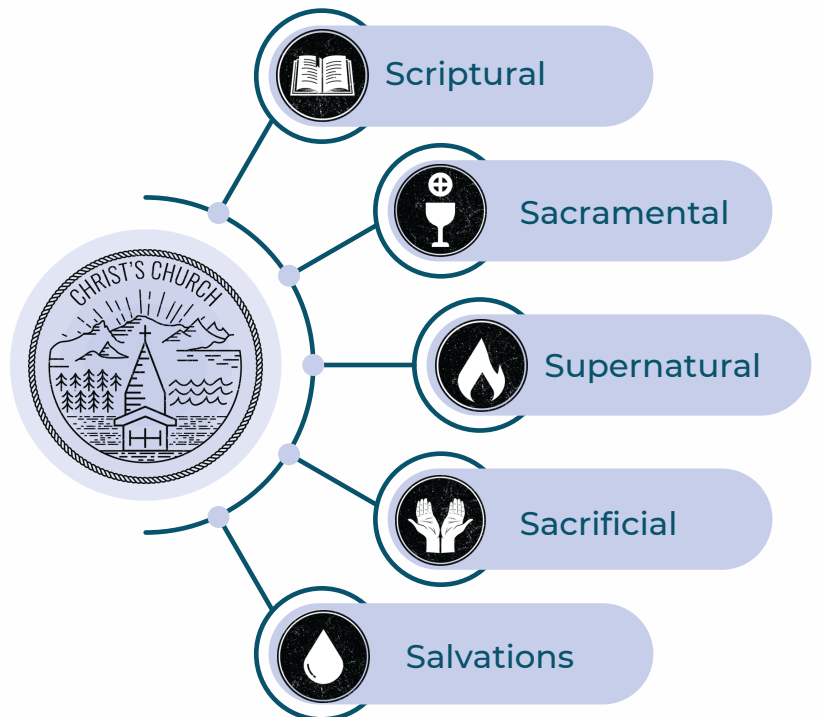 Scriptural
Sacramental
CHRIST'S CHURCH
Supernatural
Sacrificial
Salvations